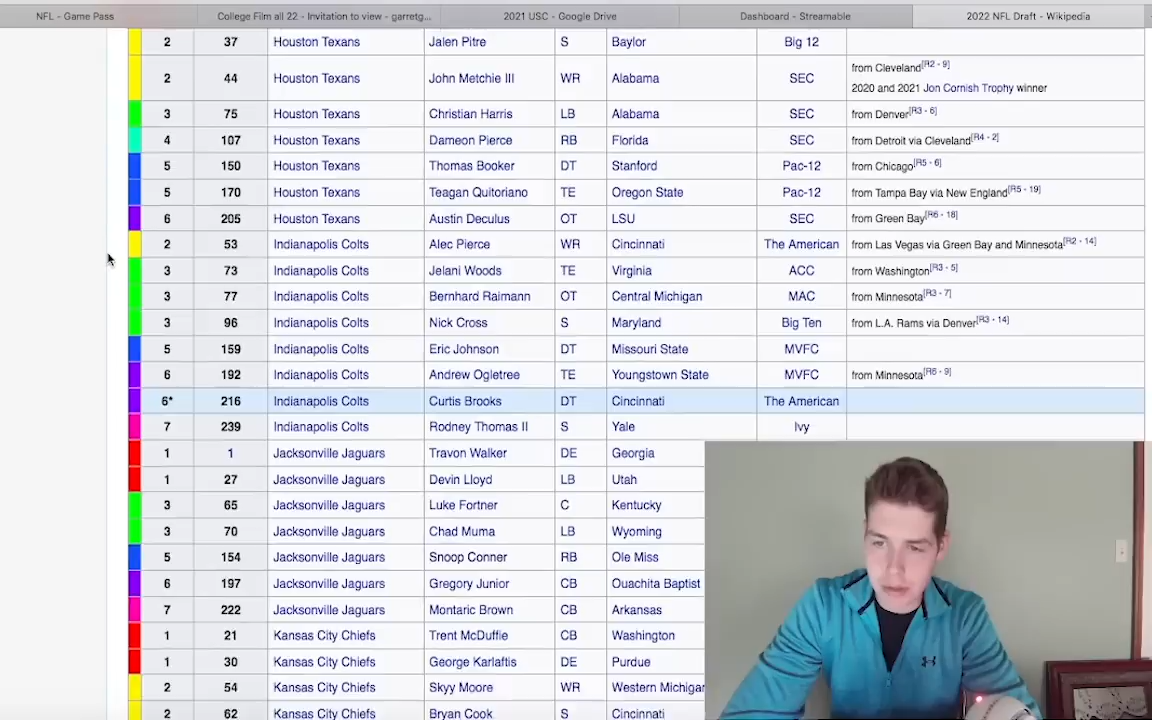 NFL - Game Pass College Film all 22 - Invitation to view - garretg... 2021 USC - Google Drive Dashboard - Streamable 2022 NFL Draft - Wikipedia
2 37 Houston Texans Jalen Pitre S Baylor Big 12
2 44 Houston Texans John Metchie III WR Alabama SEC from Cleveland[R2 - 9]
2020 and 2021 Jon Cornish Trophy winner
3 75 Houston Texans Christian Harris LB Alabama SEC from Denver[R3 - 6]
4 107 Houston Texans Dameon Pierce RB Florida SEC from Detroit via Cleveland[R4 - 2]
5 150 Houston Texans Thomas Booker DT Stanford Pac-12 from Chicago[R5 - 6]
5 170 Houston Texans Teagan Quitoriano TE Oregon State Pac-12 from Tampa Bay via New England[R5 - 19]
6 205 Houston Texans Austin Deculus OT LSU SEC from Green Bay[R6 - 18]
2 53 Indianapolis Colts Alec Pierce WR Cincinnati The American from Las Vegas via Green Bay and Minnesota[R2 - 14]
3 73 Indianapolis Colts Jelani Woods TE Virginia ACC from Washington[R3 - 5]
3 77 Indianapolis Colts Bernhard Raimann OT Central Michigan MAC from Minnesota[R3 - 7]
3 96 Indianapolis Colts Nick Cross S Maryland Big Ten from L.A. Rams via Denver[R3 - 14]
5 159 Indianapolis Colts Eric Johnson DT Missouri State MVFC
6 192 Indianapolis Colts Andrew Ogletree TE Youngstown State MVFC from Minnesota[R6 - 9]
6* 216 Indianapolis Colts Curtis Brooks DT Cincinnati The American
7 239 Indianapolis Colts Rodney Thomas II S Yale Ivy
1 1 Jacksonville Jaguars Travon Walker DE Georgia
1 27 Jacksonville Jaguars Devin Lloyd LB Utah
3 65 Jacksonville Jaguars Luke Fortner C Kentucky
3 70 Jacksonville Jaguars Chad Muma LB Wyoming
5 154 Jacksonville Jaguars Snoop Conner RB Ole Miss
6 197 Jacksonville Jaguars Gregory Junior CB Ouachita Baptist
7 222 Jacksonville Jaguars Montaric Brown CB Arkansas
1 21 Kansas City Chiefs Trent McDuffie CB Washington
1 30 Kansas City Chiefs George Karlaftis DE Purdue
2 54 Kansas City Chiefs Skyy Moore WR Western Michigan
2 62 Kansas City Chiefs Bryan Cook S Cincinnati